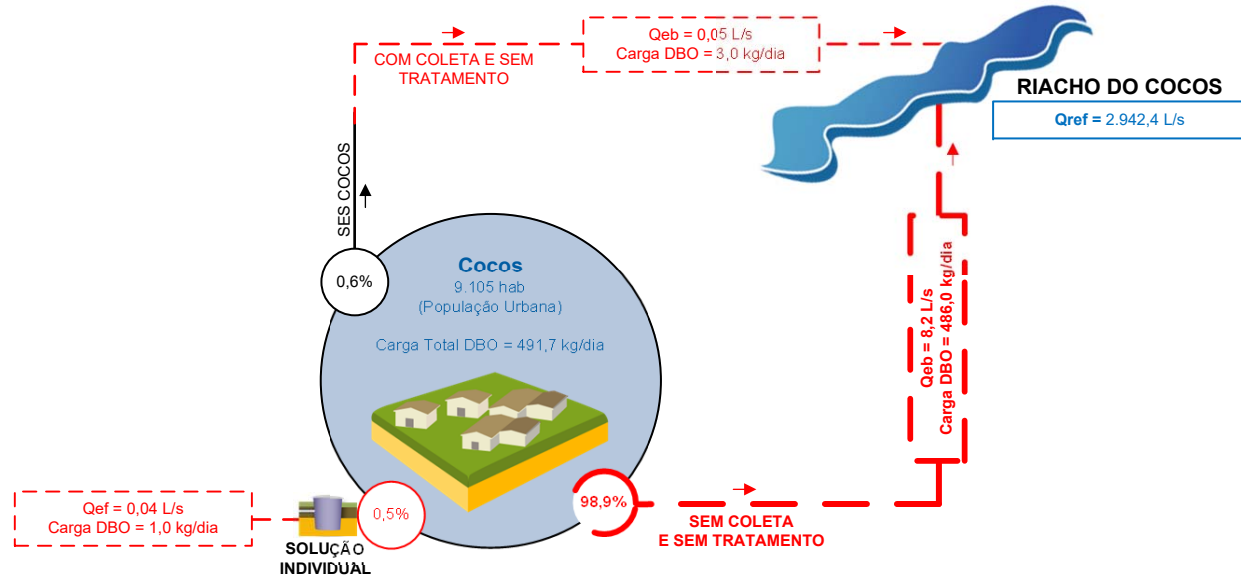 Qeb = 0,05 L/s
Carga DBO = 3,0 kg/dia
COM COLETA E SEM
TRATAMENTO
RIACHO DO COCOS
Qref = 2.942,4 L/s
SES COCOS
0,6%
Cocos
9.105 hab
(População Urbana)
Carga Total DBO = 491,7 kg/dia
Qeb = 8,2 L/s
Carga DBO = 486,0 kg/dia
Qef = 0,04 L/s
Carga DBO = 1,0 kg/dia
0,5%
98,9%
SOLUÇÃO
INDIVIDUAL
SEM COLETA
E SEM TRATAMENTO